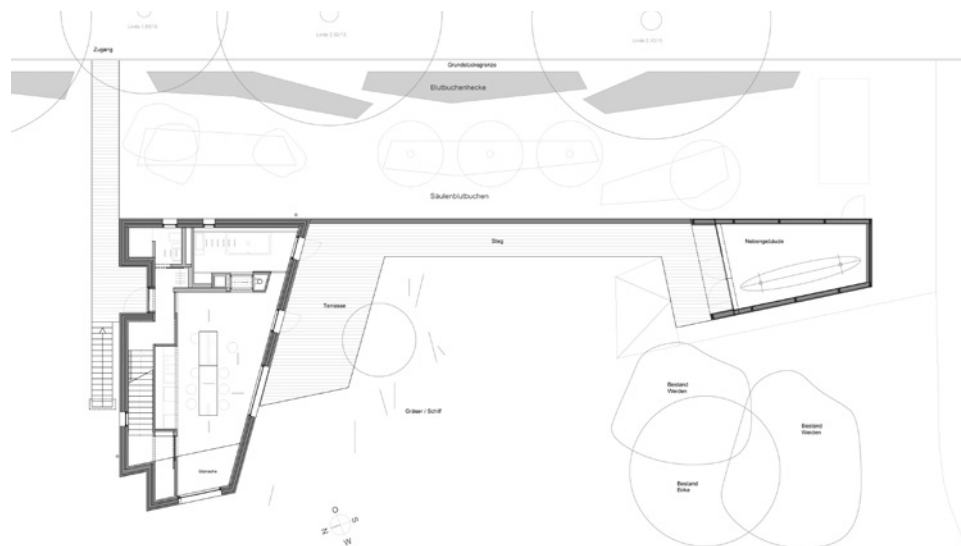 Zugang
Grundstücksgrenze
Blutbuchenhecke
Säulenblutbuchen
Steg
Nebengebäude
Terrasse
Gräser / Schilf
Bestand
Weiden
Bestand
Weiden
Bestand
Birke
O
N
S
W